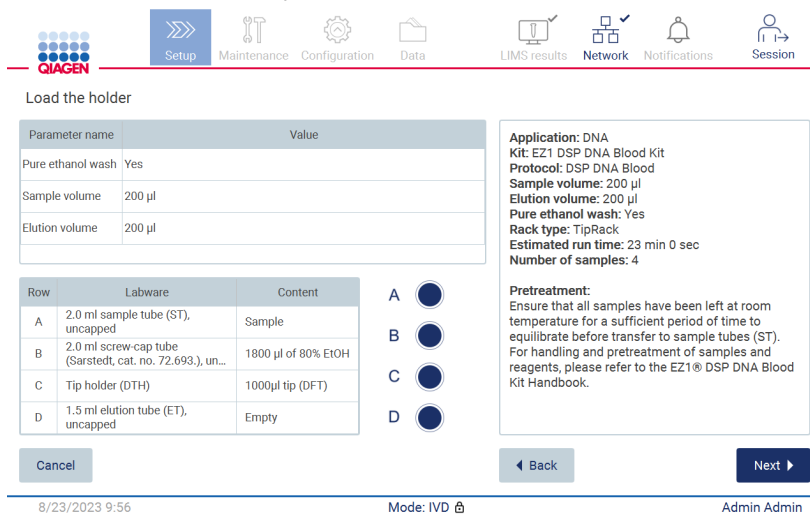 QIAGEN
Setup
Maintenance
Configuration
Data
LIMS results
Network
Notifications
Session
Load the holder
Parameter name Value
Pure ethanol wash Yes
Sample volume 200 µl
Elution volume 200 µl
Row Labware Content
A 2.0 ml sample tube (ST), uncapped Sample
B 2.0 ml screw-cap tube (Sarstedt, cat. no. 72.693.), un... 1800 µl of 80% EtOH
C Tip holder (DTH) 1000µl tip (DFT)
D 1.5 ml elution tube (ET), uncapped Empty
A
B
C
D
Application: DNA
Kit: EZ1 DSP DNA Blood Kit
Protocol: DSP DNA Blood
Sample volume: 200 µl
Elution volume: 200 µl
Pure ethanol wash: Yes
Rack type: TipRack
Estimated run time: 23 min 0 sec
Number of samples: 4
Pretreatment:
Ensure that all samples have been left at room
temperature for a sufficient period of time to
equilibrate before transfer to sample tubes (ST).
For handling and pretreatment of samples and
reagents, please refer to the EZ1® DSP DNA Blood
Kit Handbook.
Cancel
Back
Next
8/23/2023 9:56
Mode: IVD
Admin Admin